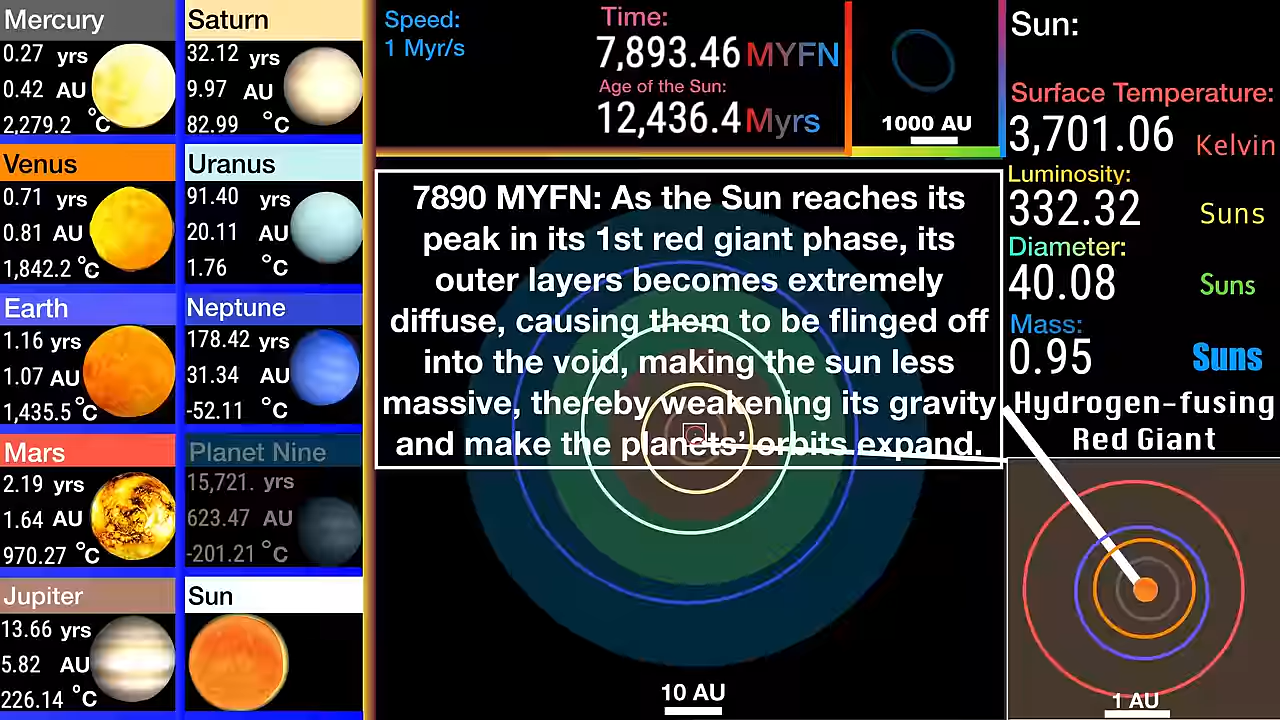 Mercury
0.27 yrs
0.42 AU
2,279.2 °C
Venus
0.71 yrs
0.81 AU
1,842.2 °C
Earth
1.16 yrs
1.07 AU
1,435.5 °C
Mars
2.19 yrs
1.64 AU
970.27 °C
Jupiter
13.66 yrs
5.82 AU
226.14 °C
Saturn
32.12 yrs
9.97 AU
82.99 °C
Uranus
91.40 yrs
20.11 AU
1.76 °C
Neptune
178.42 yrs
31.34 AU
-52.11 °C
Planet Nine
15,721. yrs
623.47 AU
-201.21 °C
Sun
Speed:
1 Myr/s
Time:
7,893.46 MYFN
Age of the Sun:
12,436.4 Myrs
1000 AU
7890 MYFN: As the Sun reaches its
peak in its 1st red giant phase, its
outer layers becomes extremely
diffuse, causing them to be flinged off
into the void, making the sun less
massive, thereby weakening its gravity
and make the planets' orbits expand.
10 AU
Sun:
Surface Temperature:
3,701.06 Kelvin
Luminosity:
332.32 Suns
Diameter:
40.08 Suns
Mass:
0.95 Suns
Hydrogen-fusing
Red Giant
1 AU